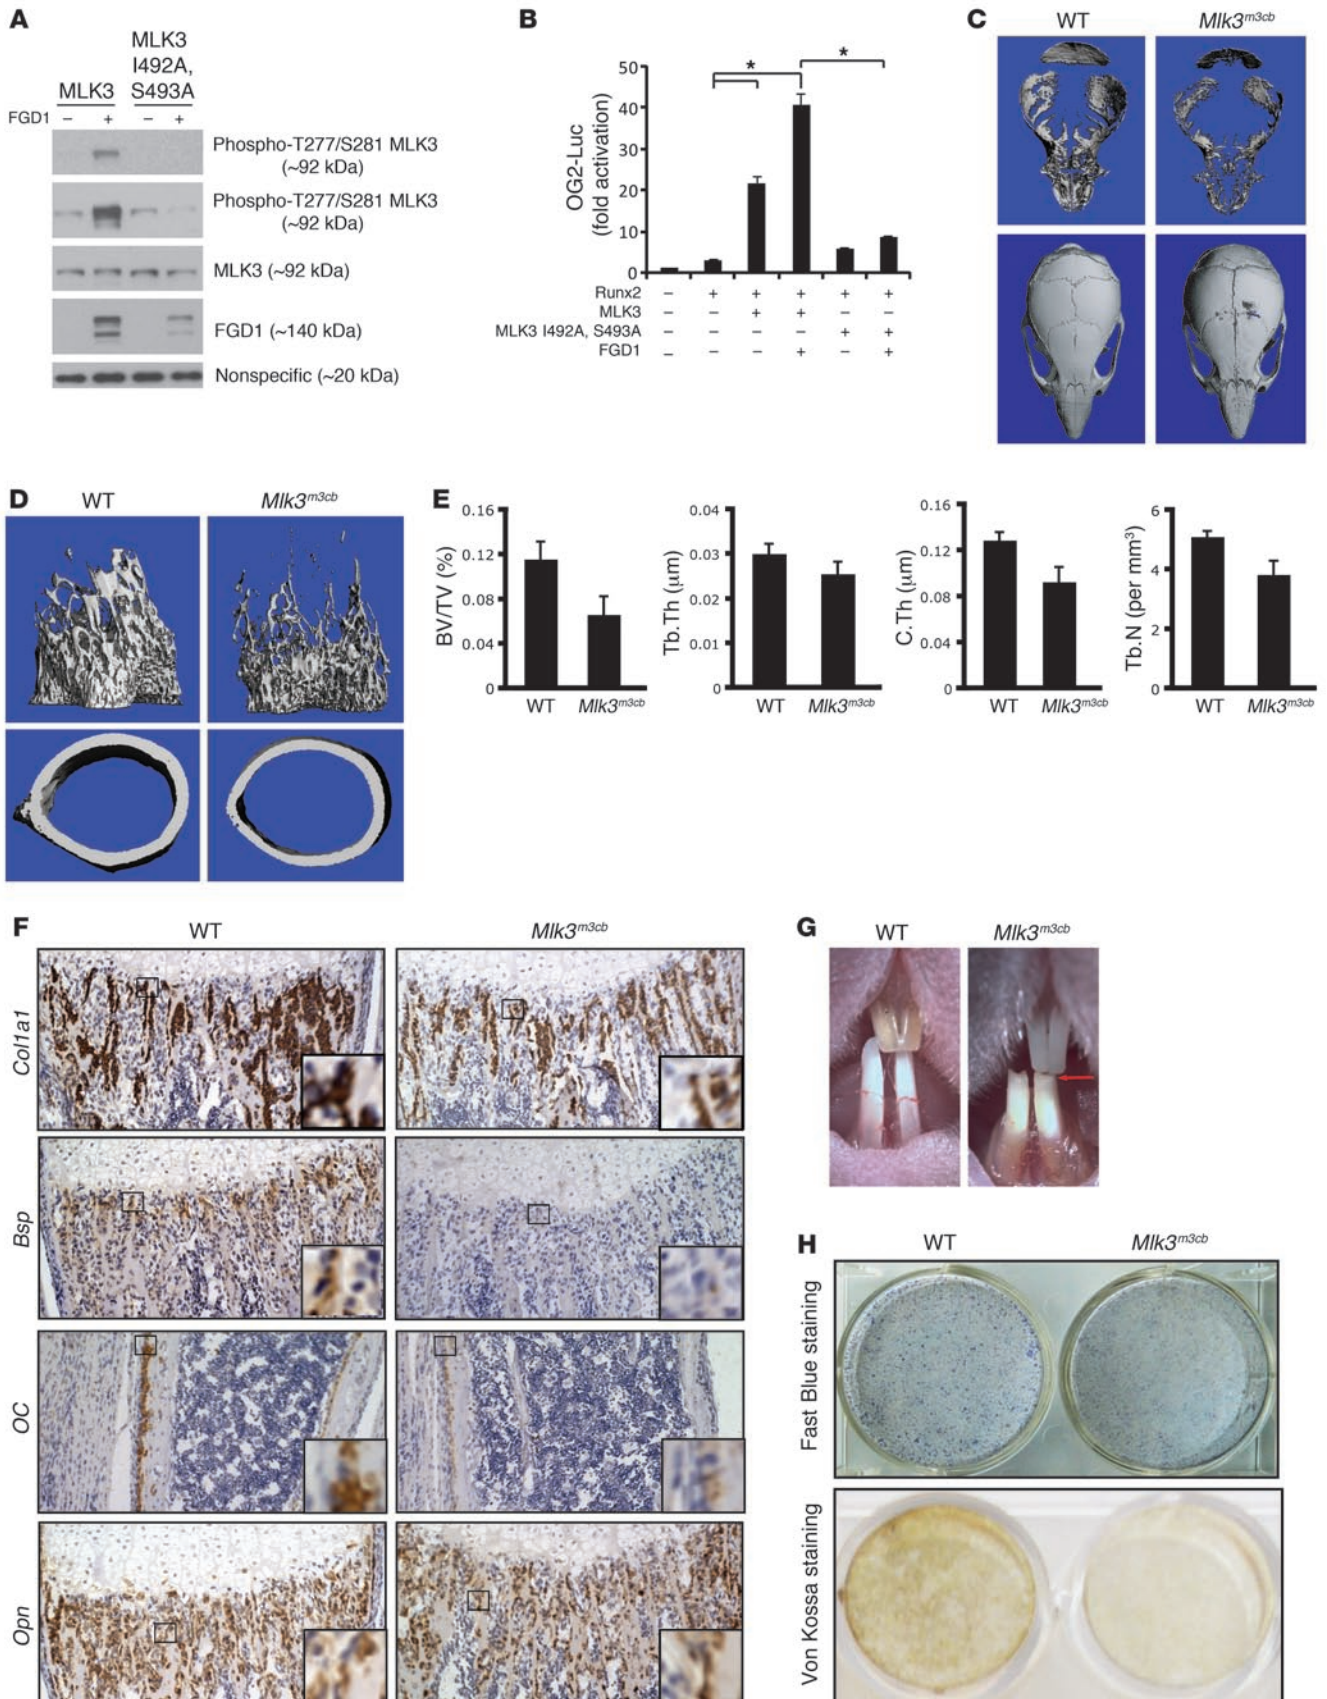 A
MLK3
MLK3
I492A,
S493A
FGD1 – + – +
Phospho-T277/S281 MLK3
(~92 kDa)
Phospho-T277/S281 MLK3
(~92 kDa)
MLK3 (~92 kDa)
FGD1 (~140 kDa)
Nonspecific (~20 kDa)
B
OG2-Luc
(fold activation)
50
40
30
20
10
0
*
*
Runx2 – + + + + +
MLK3 – – + + – –
MLK3 I492A, S493A – – – – + +
FGD1 – – – + – +
C
WT Mlk3m3cb
D
WT Mlk3m3cb
E
BV/TV (%)
0.16
0.12
0.08
0.04
0
WT Mlk3m3cb
Tb.Th (μm)
0.04
0.03
0.02
0.01
0
WT Mlk3m3cb
C.Th (μm)
0.16
0.12
0.08
0.04
0
WT Mlk3m3cb
Tb.N (per mm3)
6
4
2
0
WT Mlk3m3cb
F
WT Mlk3m3cb
Col1a1
Bsp
OC
Opn
G
WT Mlk3m3cb
H
WT Mlk3m3cb
Fast Blue staining
Von Kossa staining